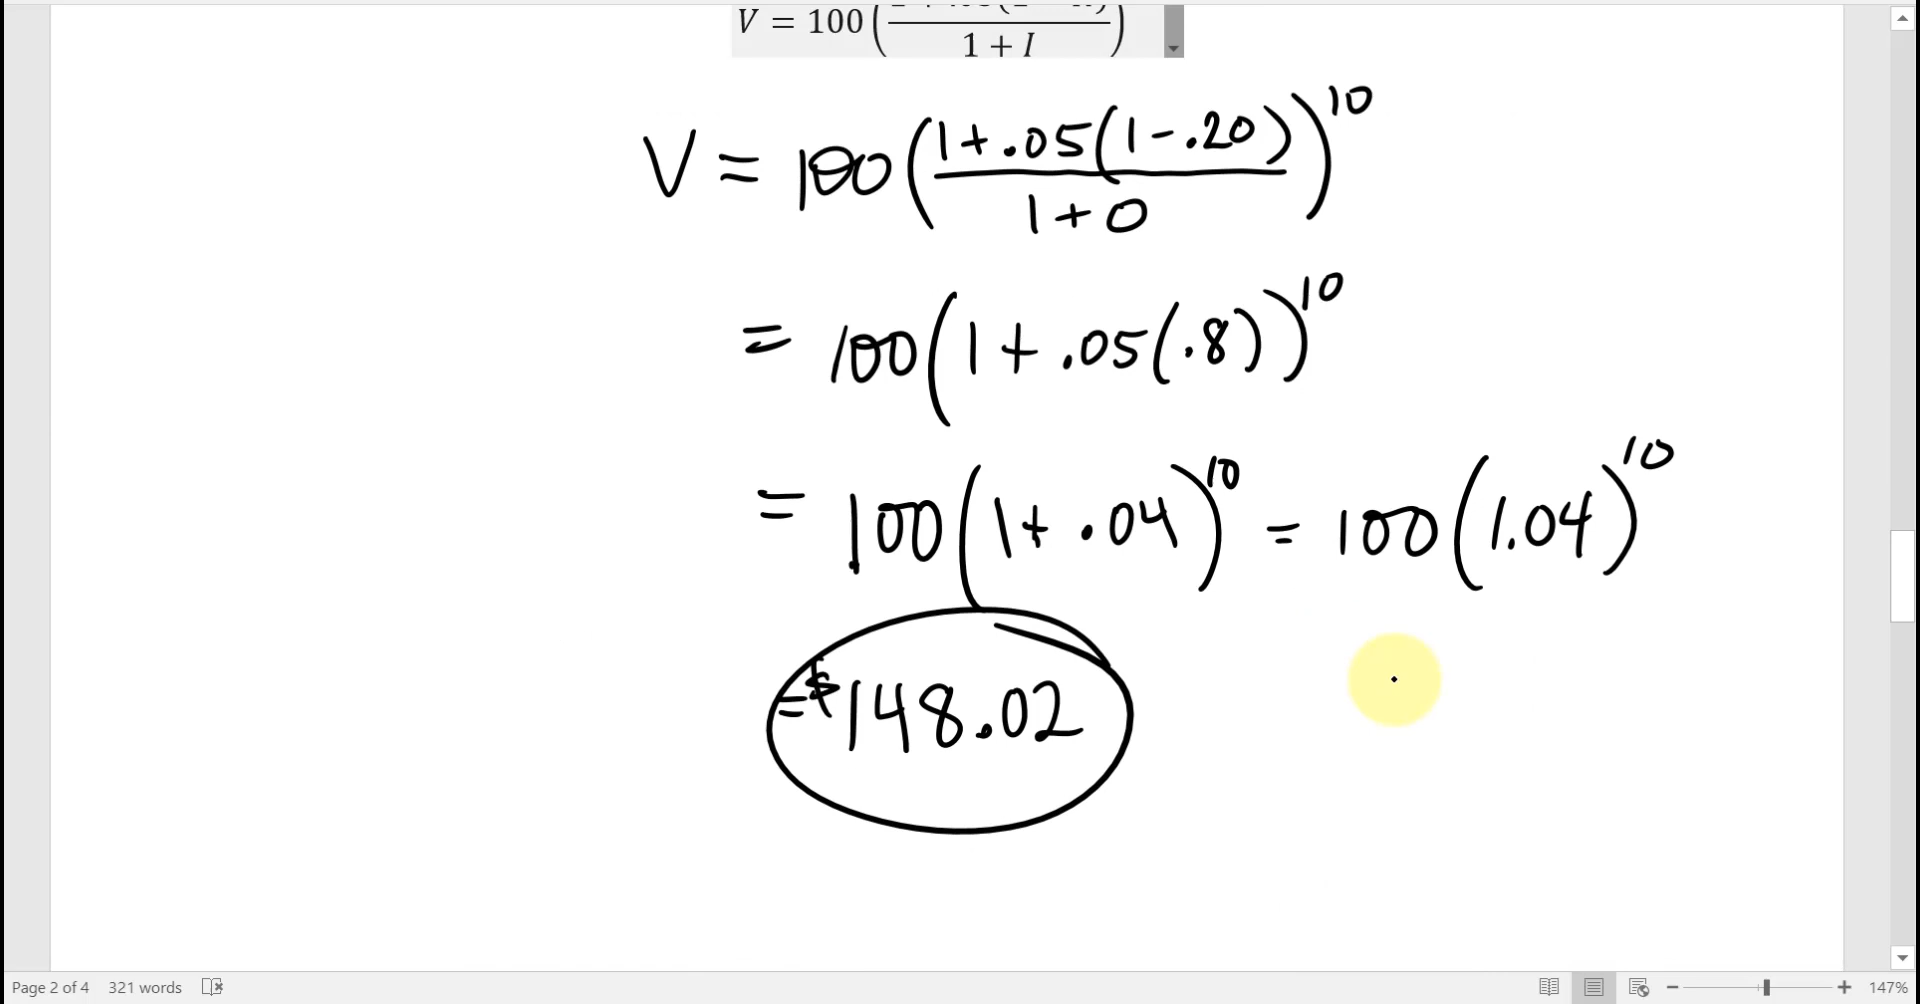 V = 100 ( / 1 + I )
V = 100 ( 1 + .05(1 - .20) / 1 + 0 )^10
= 100 ( 1 + .05(.8) )^10
= 100 ( 1 + .04 )^10 = 100 ( 1.04 )^10
= $148.02
Page 2 of 4 321 words 147%